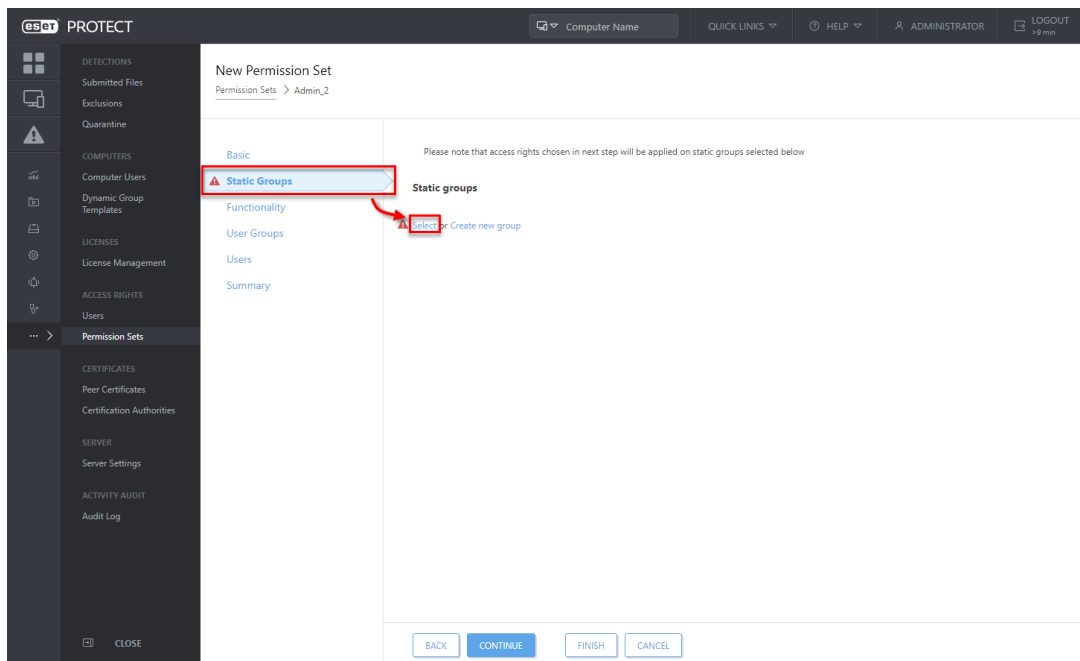 eset PROTECT
Computer Name
QUICK LINKS
HELP
ADMINISTRATOR
LOGOUT
>9 min
DETECTIONS
Submitted Files
Exclusions
Quarantine
COMPUTERS
Computer Users
Dynamic Group
Templates
LICENSES
License Management
ACCESS RIGHTS
Users
Permission Sets
CERTIFICATES
Peer Certificates
Certification Authorities
SERVER
Server Settings
ACTIVITY AUDIT
Audit Log
CLOSE
New Permission Set
Permission Sets > Admin_2
Basic
Static Groups
Functionality
User Groups
Users
Summary
Please note that access rights chosen in next step will be applied on static groups selected below
Static groups
Select or Create new group
BACK
CONTINUE
FINISH
CANCEL